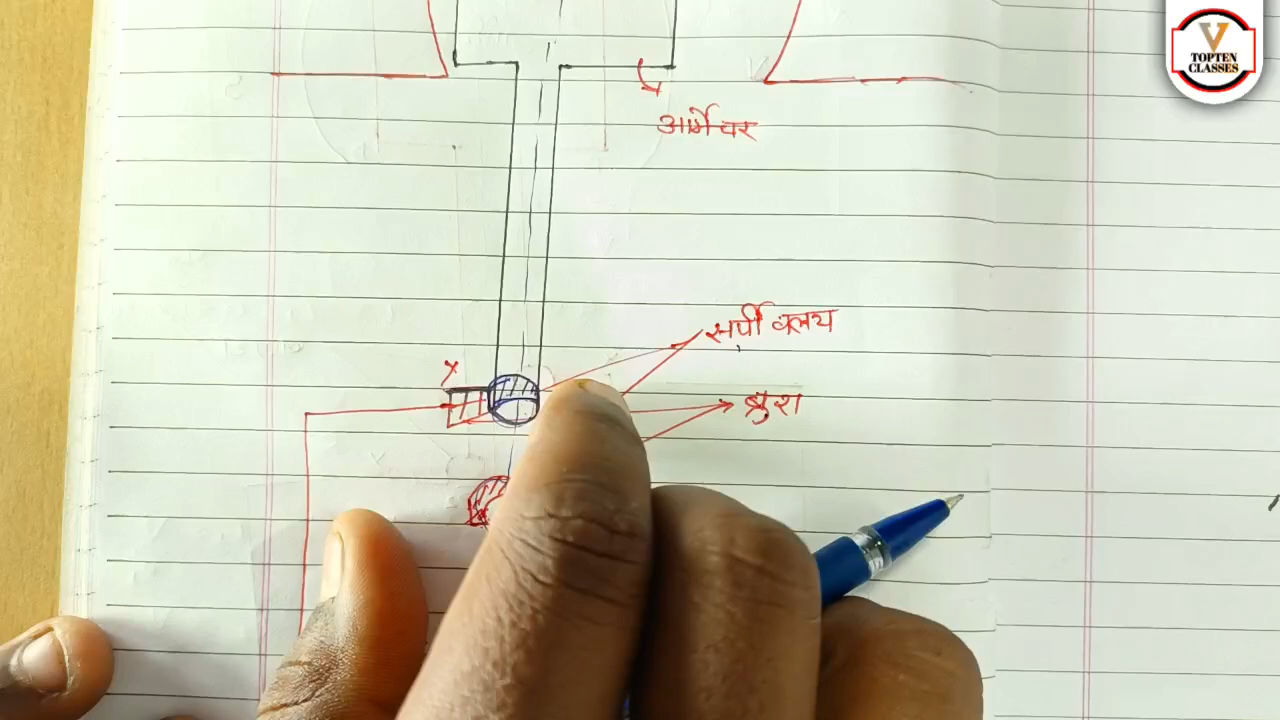 V
TOPTEN
CLASSES
आर्मेचर
सर्पी वलय
X
ब्रुश